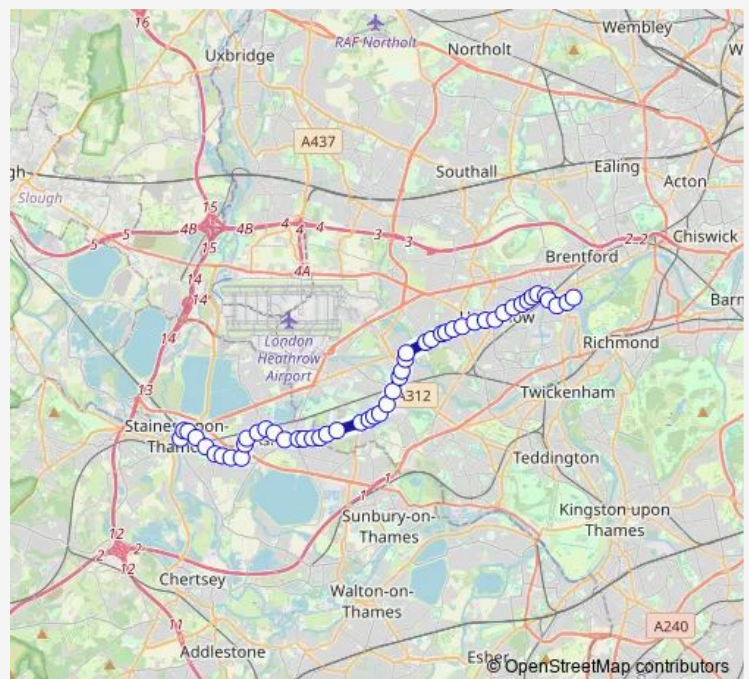 16
Uxbridge
RAF Northolt
Northolt
Wembley
W
A437
gh
Slough
Southall
Ealing
Acton
15
4B
4B
4
4
4
3
3
2
2
Chiswick
5
5
15
4A
Brentford
14
14
Barn
London
Heathrow
Airport
ow
Richmond
14
13
A312
Twickenham
Staines-upon-
Tham
Teddington
1
1
Kingston upon
Thames
Sunbury-on-
Thames
12
2
2
12
Chertsey
Walton-on-
Thames
11
A240
Addlestone
Esher
© OpenStreetMap contributors